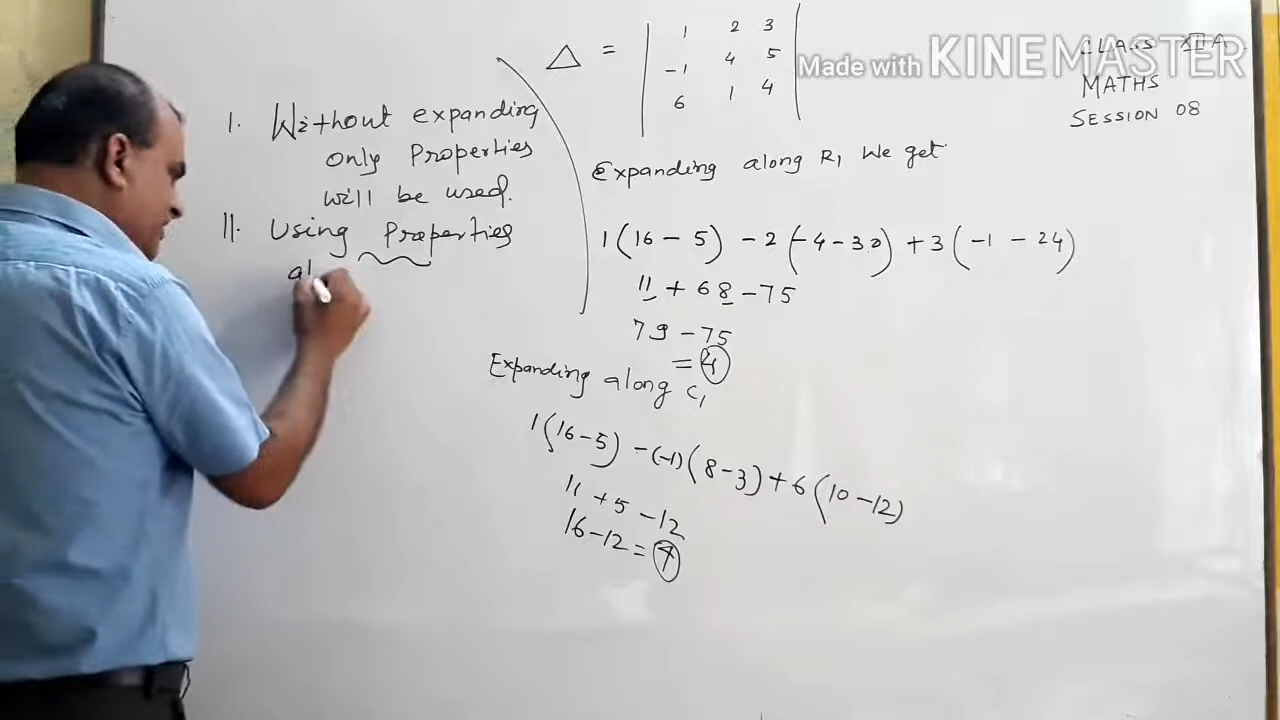 I. Without expanding
only Properties
will be used.
II. Using Properties
al
△ = | 1 2 3 |
| -1 4 5 |
| 6 1 4 |
Expanding along R1 We get
1(16 - 5) - 2(-4 - 30) + 3(-1 - 24)
11 + 68 - 75
79 - 75
= 4
Expanding along C1
1(16 - 5) - (-1)(8 - 3) + 6(10 - 12)
11 + 5 - 12
16 - 12 = 4
CLASS XII A
MATHS
SESSION 08
Made with KINEMASTER